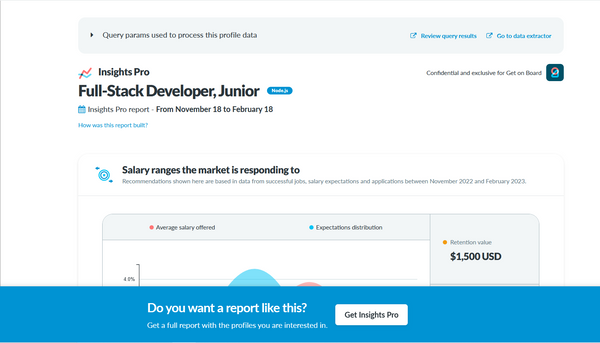 Query params used to process this profile data
Review query results
Go to data extractor
Insights Pro
Confidential and exclusive for Get on Board
Full-Stack Developer, Junior
Node.js
Insights Pro report - From November 18 to February 18
How was this report built?
Salary ranges the market is responding to
Recommendations shown here are based in data from successful jobs, salary expectations and applications between November 2022 and February 2023.
Average salary offered
Expectations distribution
Retention value
$1,500 USD
4.0%
Do you want a report like this?
Get a full report with the profiles you are interested in.
Get Insights Pro